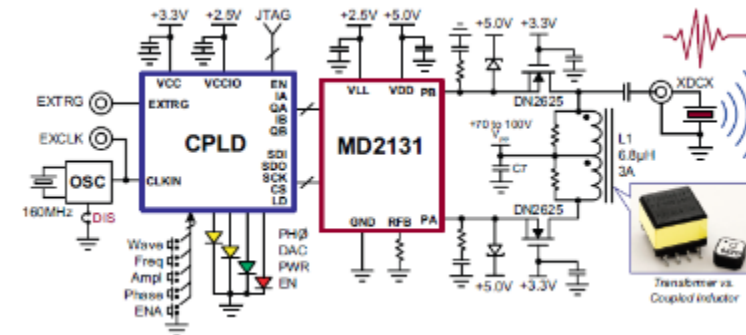 +3.3V +2.5V JTAG +2.5V +5.0V +5.0V +3.3V
VCC VCCIO EN VLL VDD PB XDCX
EXTRG EXTRG IA
QA
IB
QB
DN2625
EXCLK CPLD MD2131 +70 to 100V
VPP
L1
6.8µH
3A
SDI
SDO
SCK
CS
LD
C7
OSC CLKIN
160MHz DIS
GND RFB PA DN2625
Wave
Freq
Ampl
Phase
ENA
PHØ
DAC
PWR
EN
+5.0V +3.3V
Transformer vs.
Coupled Inductor